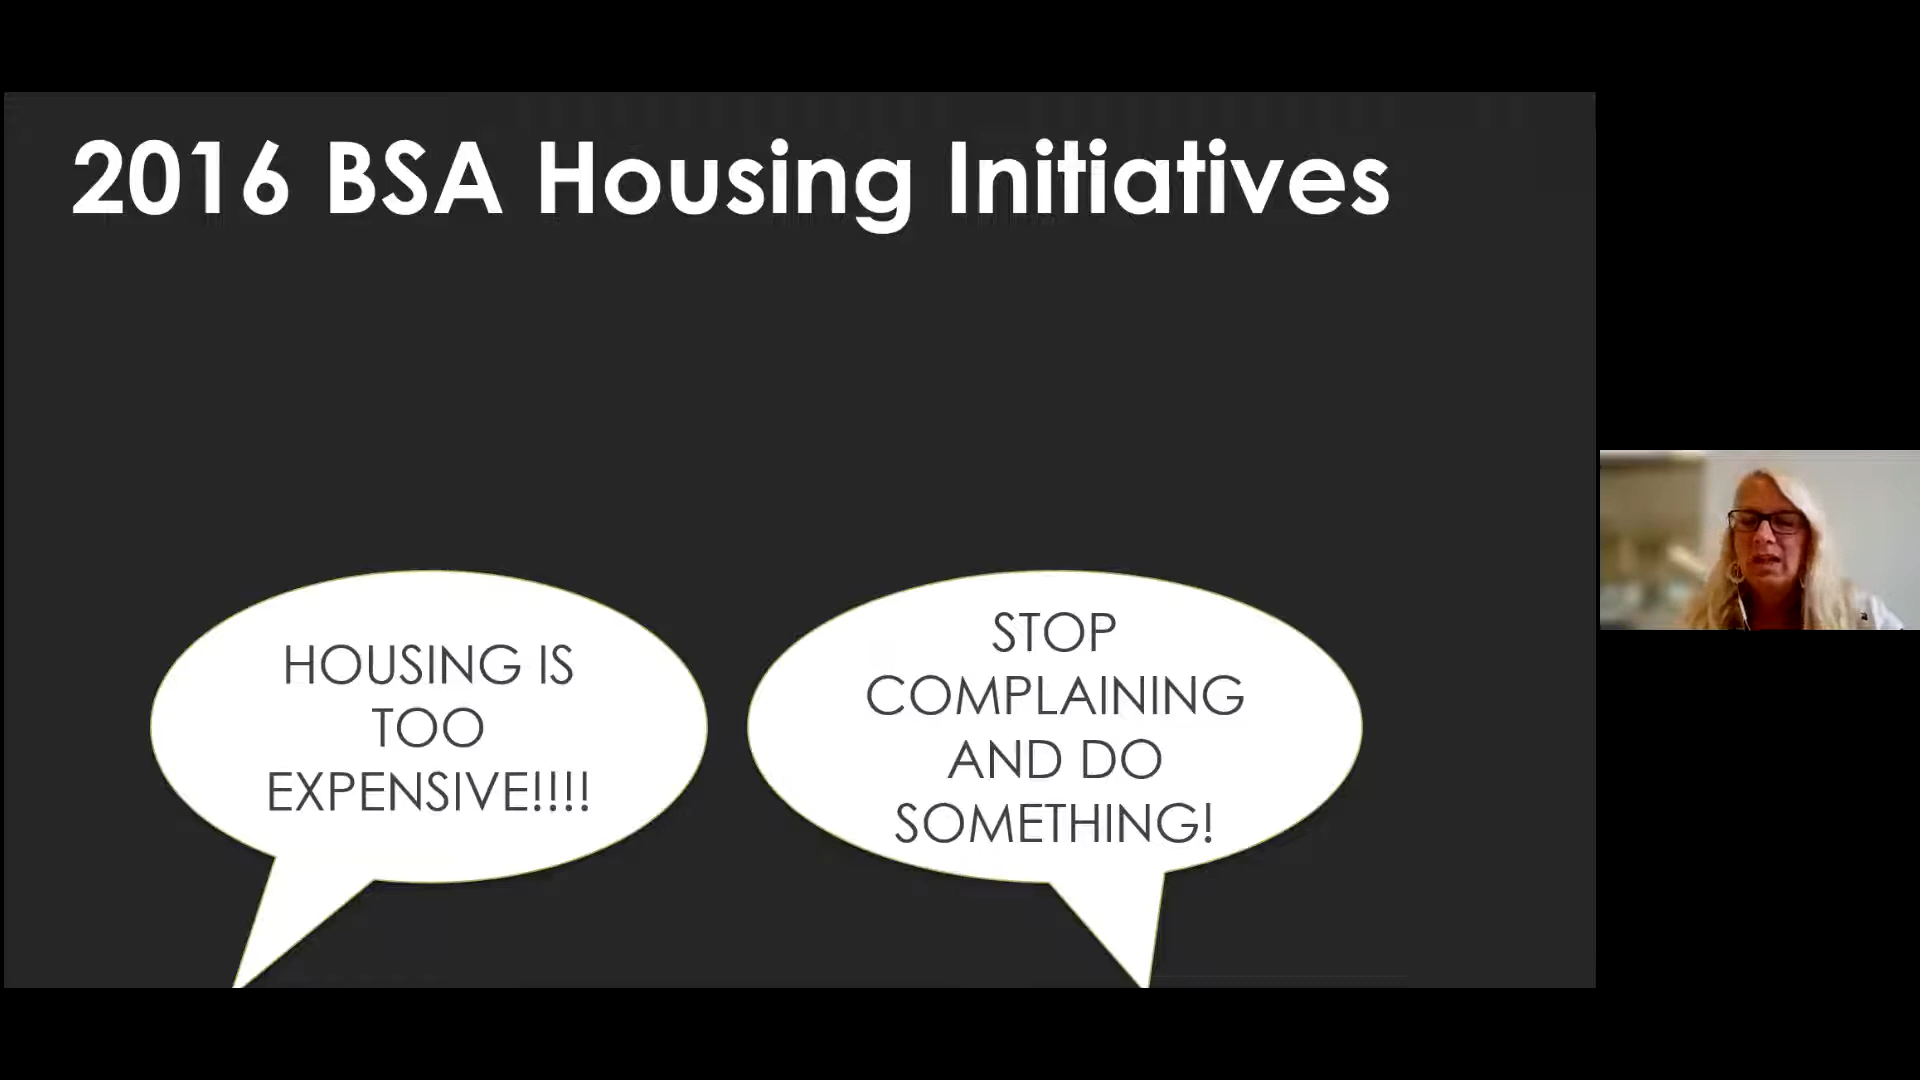 2016 BSA Housing Initiatives
HOUSING IS
TOO
EXPENSIVE!!!!
STOP
COMPLAINING
AND DO
SOMETHING!